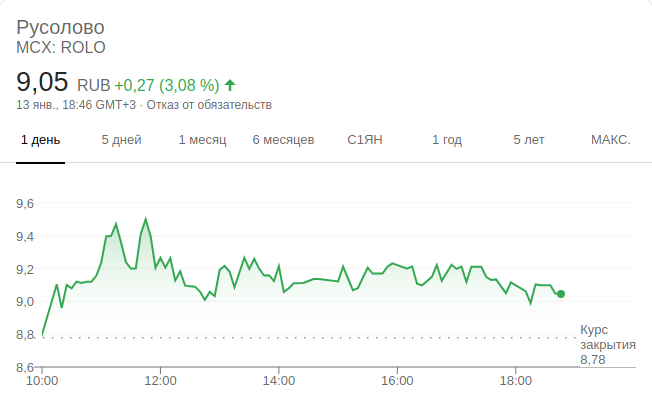 Русолово
MCX: ROLO
9,05 RUB +0,27 (3,08 %)
13 янв., 18:46 GMT+3 · Отказ от обязательств
1 день 5 дней 1 месяц 6 месяцев С1ЯН 1 год 5 лет МАКС.
9,6
9,4
9,2
9,0
8,8
Курс
закрытия
8,78
8,6
10:00 12:00 14:00 16:00 18:00